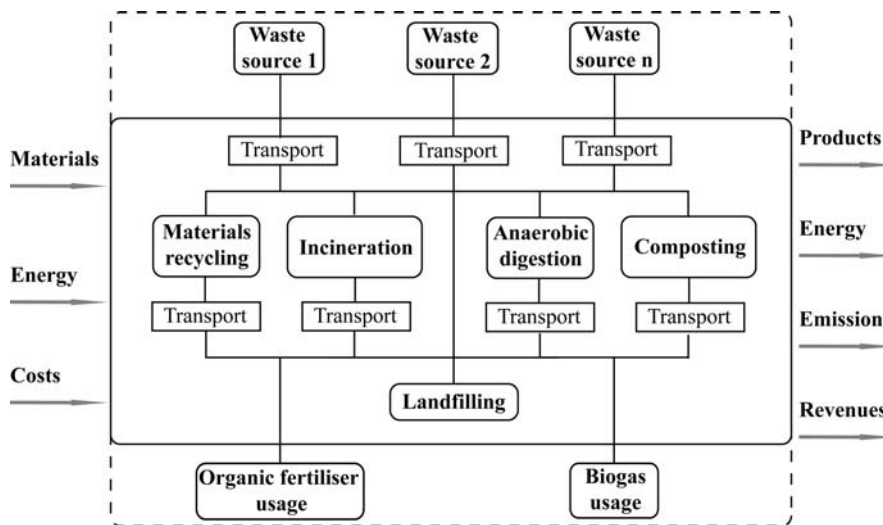 Waste
source 1
Waste
source 2
Waste
source n
Transport
Transport
Transport
Materials
Products
Materials
recycling
Incineration
Anaerobic
digestion
Composting
Energy
Energy
Transport
Transport
Transport
Transport
Emission
Costs
Landfilling
Revenues
Organic fertiliser
usage
Biogas
usage